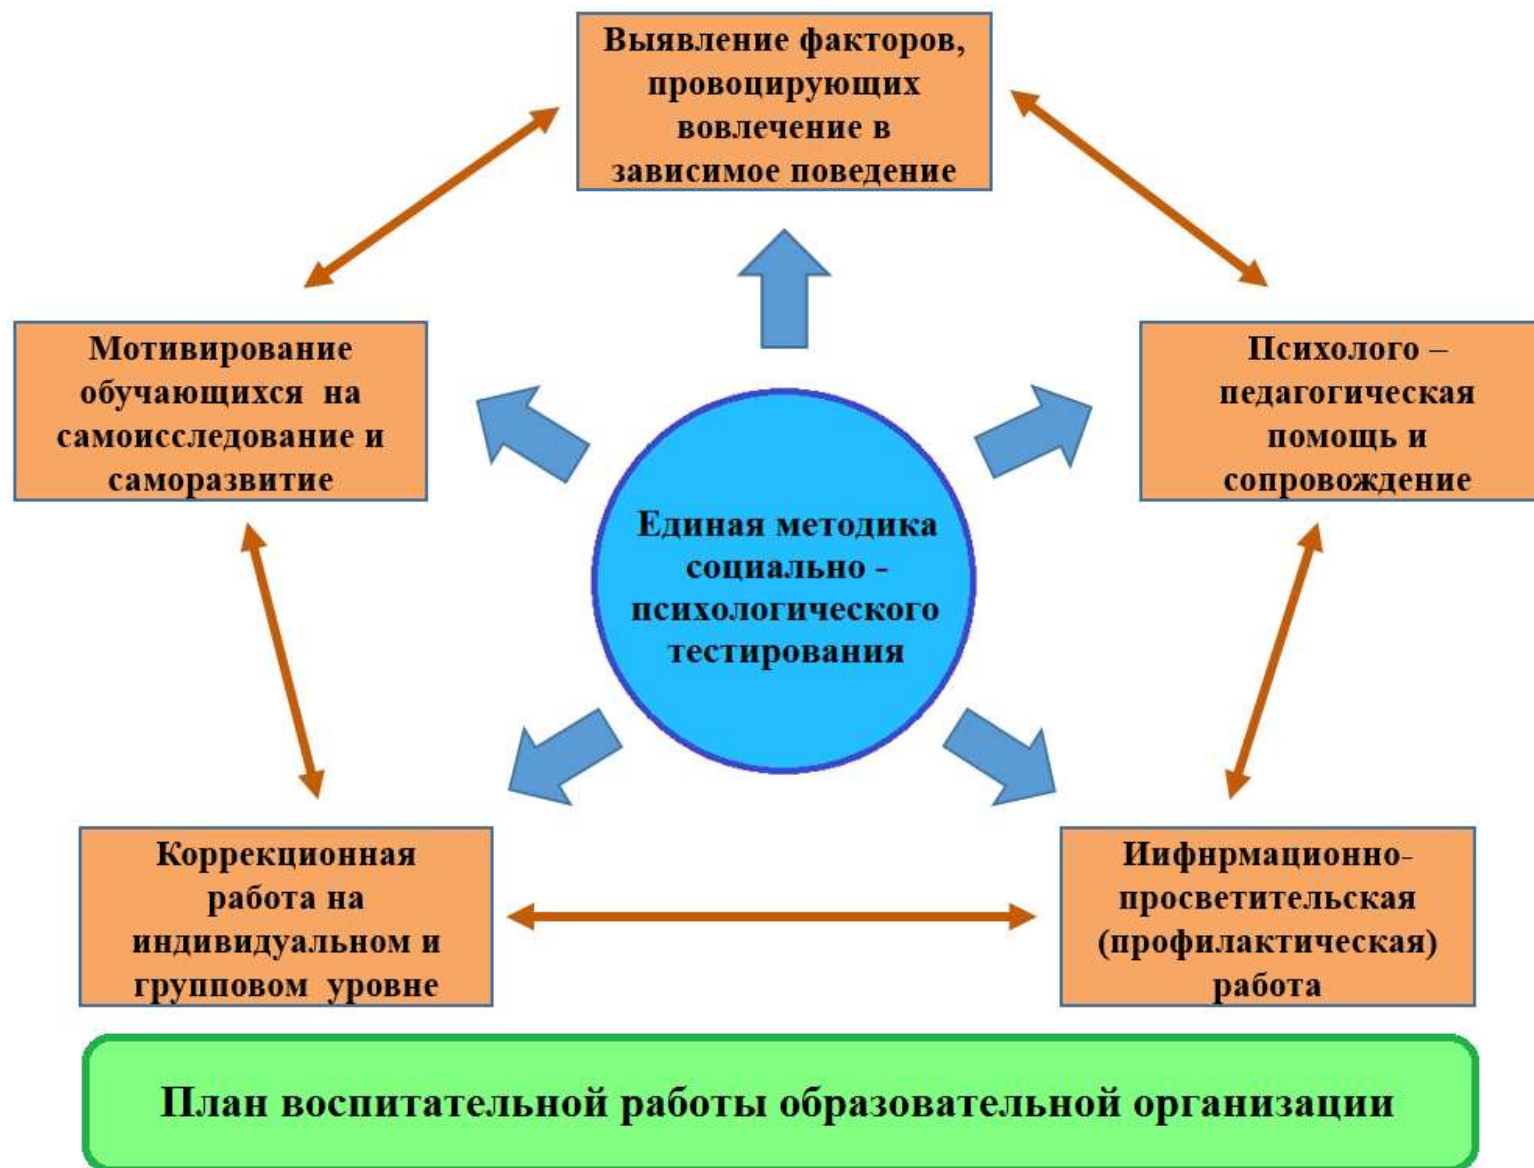 Выявление факторов,
провоцирующих
вовлечение в
зависимое поведение
Мотивирование
обучающихся на
самоисследование и
саморазвитие
Психолого –
педагогическая
помощь и
сопровождение
Единая методика
социально -
психологического
тестирования
Коррекционная
работа на
индивидуальном и
групповом уровне
Иифнрмационно-
просветительская
(профилактическая)
работа
План воспитательной работы образовательной организации